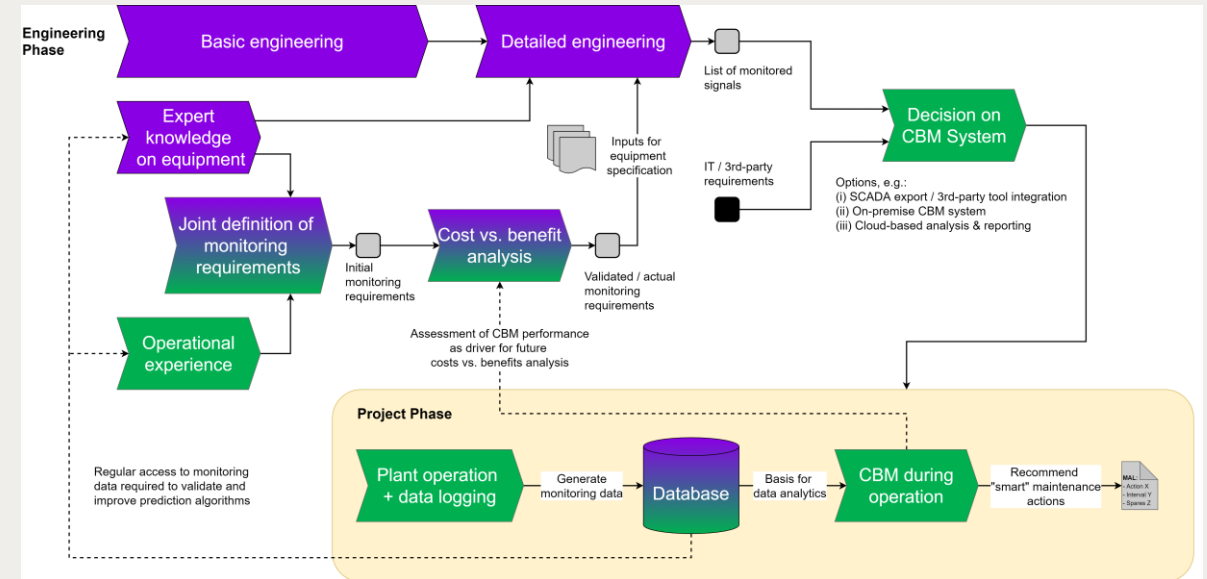 Engineering
Phase
Basic engineering
Detailed engineering
List of monitored
signals
Expert
knowledge
on equipment
Inputs for
equipment
specification
Decision on
CBM System
IT / 3rd-party
requirements
Options, e.g.:
(i) SCADA export / 3rd-party tool integration
(ii) On-premise CBM system
(iii) Cloud-based analysis & reporting
Joint definition of
monitoring
requirements
Initial
monitoring
requirements
Cost vs. benefit
analysis
Validated / actual
monitoring
requirements
Operational
experience
Assessment of CBM performance
as driver for future
costs vs. benefits analysis
Project Phase
Regular access to monitoring
data required to validate and
improve prediction algorithms
Plant operation
+ data logging
Generate
monitoring data
Database
Basis for
data analytics
CBM during
operation
Recommend
"smart" maintenance
actions
MAL:
- Action X
- Interval Y
- Spares Z